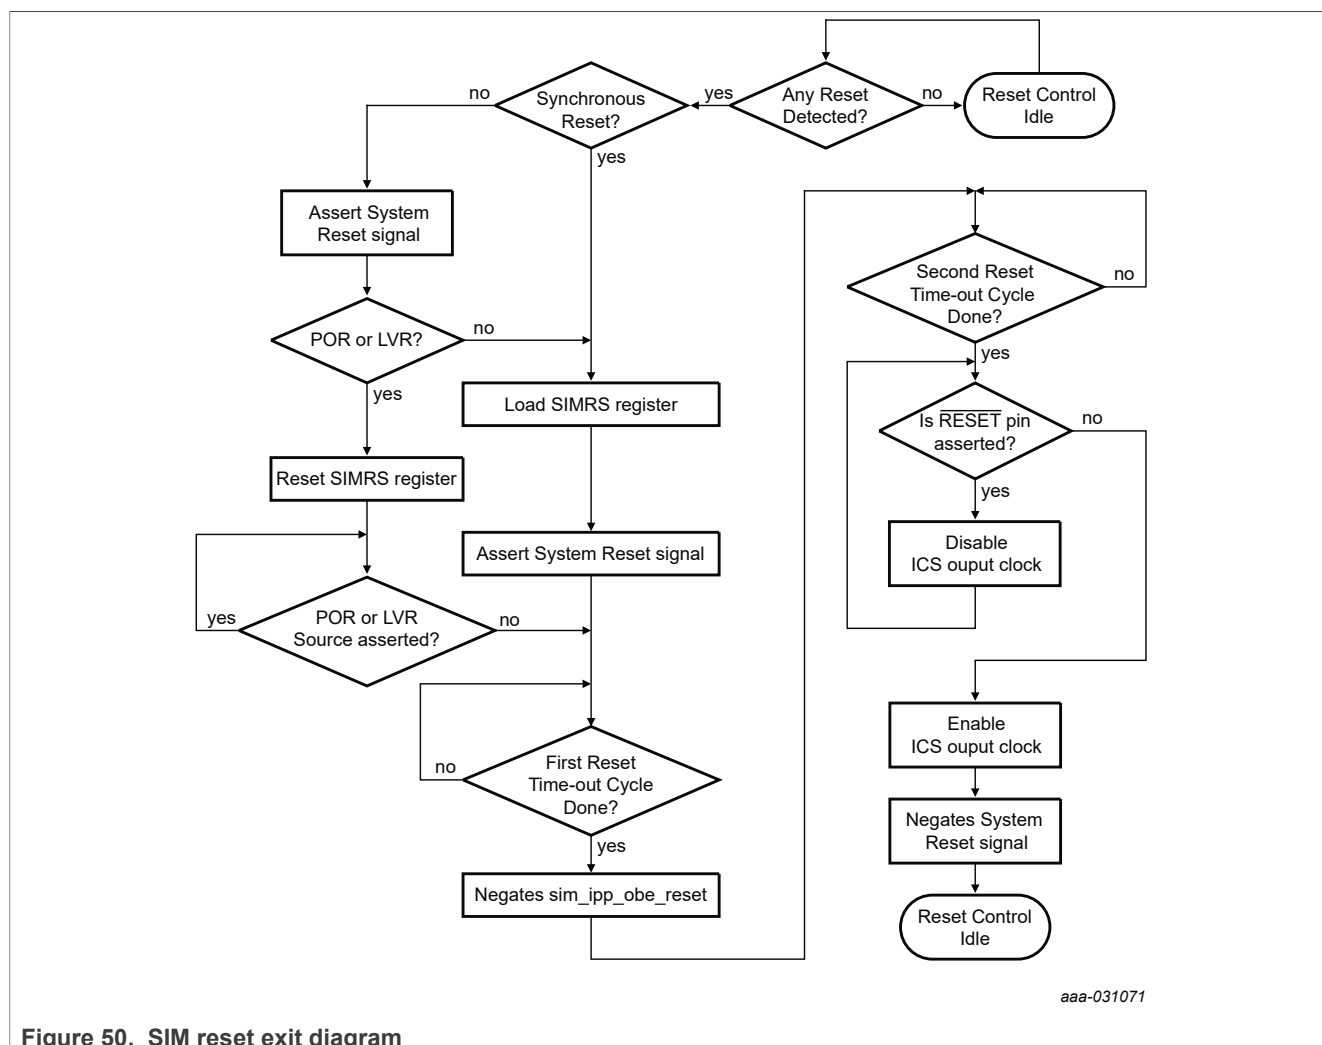 no
Synchronous
Reset?
yes
Any Reset
Detected?
no
Reset Control
Idle
yes
Assert System
Reset signal
Second Reset
Time-out Cycle
Done?
no
POR or LVR?
no
yes
yes
Load SIMRS register
Is RESET pin
asserted?
no
Reset SIMRS register
yes
Assert System Reset signal
Disable
ICS ouput clock
yes
POR or LVR
Source asserted?
no
Enable
ICS ouput clock
no
First Reset
Time-out Cycle
Done?
yes
Negates System
Reset signal
Negates sim_ipp_obe_reset
Reset Control
Idle
aaa-031071
Figure 50. SIM reset exit diagram